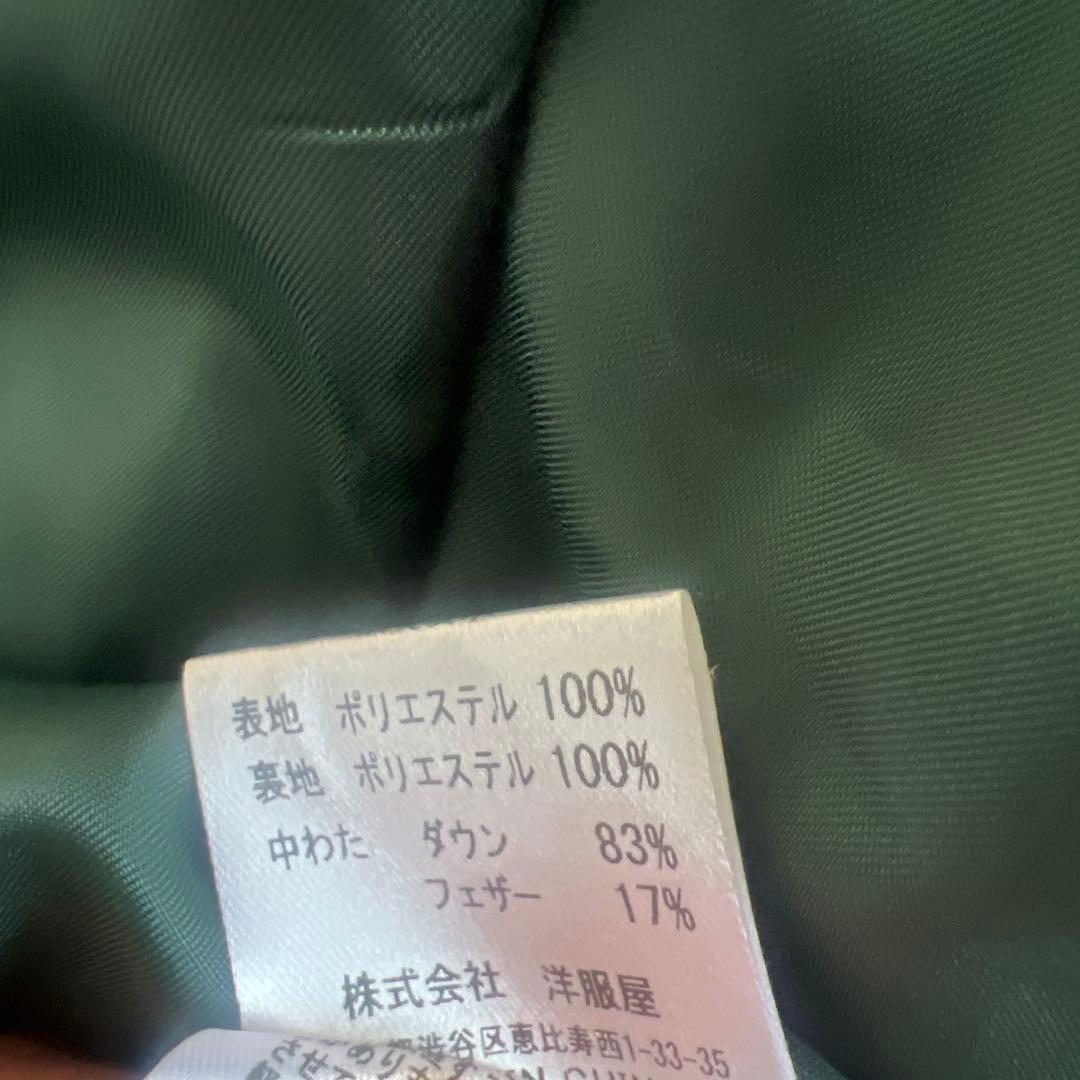 表地 ポリエステル 100%
裏地 ポリエステル 100%
中わた ダウン 83%
フェザー 17%
株式会社 洋服屋
渋谷区恵比寿西1-33-35